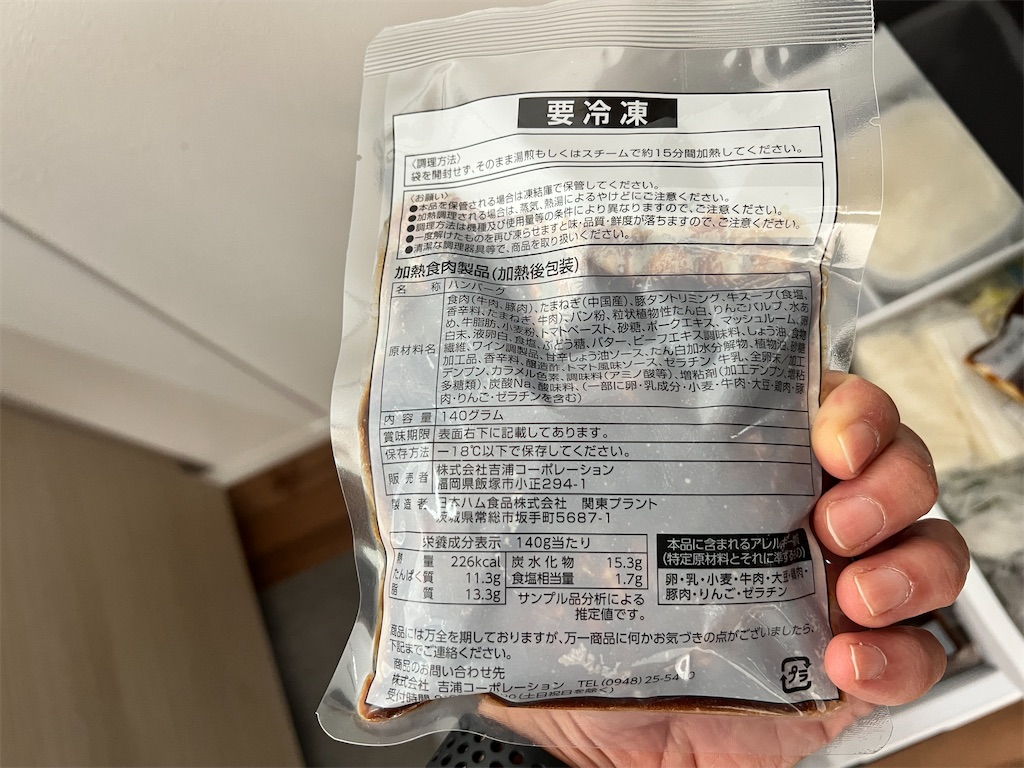 要冷凍
〈調理方法〉
袋を開封せず、そのまま湯煎もしくはスチームで約15分間加熱してください。
〈お願い〉
●本品を保管される場合は凍結庫で保管してください。
●加熱調理される場合は、蒸気、熱湯によるやけどにご注意ください。
●調理方法は機種及び使用量等の条件により異なりますので、ご注意ください。
●一度解けたものを再び凍らせますと味・品質・鮮度が落ちますので、ご注意ください。
●清潔な調理器具等で、商品を取り扱いください。
加熱食肉製品(加熱後包装)
名称 ハンバーグ
原材料名 食肉(牛肉、豚肉)、たまねぎ(中国産)、豚タントリミング、牛スープ(食塩、
香辛料、たまねぎ、牛肉)、パン粉、粒状植物性たん白、りんごパルプ、水あ
め、牛脂肪、小麦粉、トマトペースト、砂糖、ポークエキス、マッシュルーム、卵
白末、液卵白、食塩、ぶどう糖、バター、ビーフエキス調味料、しょうゆ、食物
繊維、ワイン調製品、甘辛しょうゆソース、たん白加水分解物、植物油、
加工品、香辛料、醸造酢、トマト風味ソース、ゼラチン、牛乳、全卵末/加工
デンプン、カラメル色素、調味料(アミノ酸等)、増粘剤(加工デンプン、増粘
多糖類)、炭酸Na、酸味料、(一部に卵・乳成分・小麦・牛肉・大豆・鶏肉・豚
肉・りんご・ゼラチンを含む)
内容量 140グラム
賞味期限 表面右下に記載してあります。
保存方法 −18℃以下で保存してください。
販売者 株式会社吉浦コーポレーション
福岡県飯塚市小正294-1
製造者 日本ハム食品株式会社 関東プラント
茨城県常総市坂手町5687-1
栄養成分表示 140g当たり
熱量 226kcal 炭水化物 15.3g
たんぱく質 11.3g 食塩相当量 1.7g
脂質 13.3g サンプル品分析による
推定値です。
本品に含まれるアレルギー
(特定原材料とそれに準ずるもの)
卵・乳・小麦・牛肉・大豆・鶏肉・
豚肉・りんご・ゼラチン
商品には万全を期しておりますが、万一商品に何かお気づきの点がございましたら、
下記までご連絡ください。
商品のお問い合わせ先
株式会社 吉浦コーポレーション TEL(0948)25-54
受付時間 (土日祝日を除く)
プラ